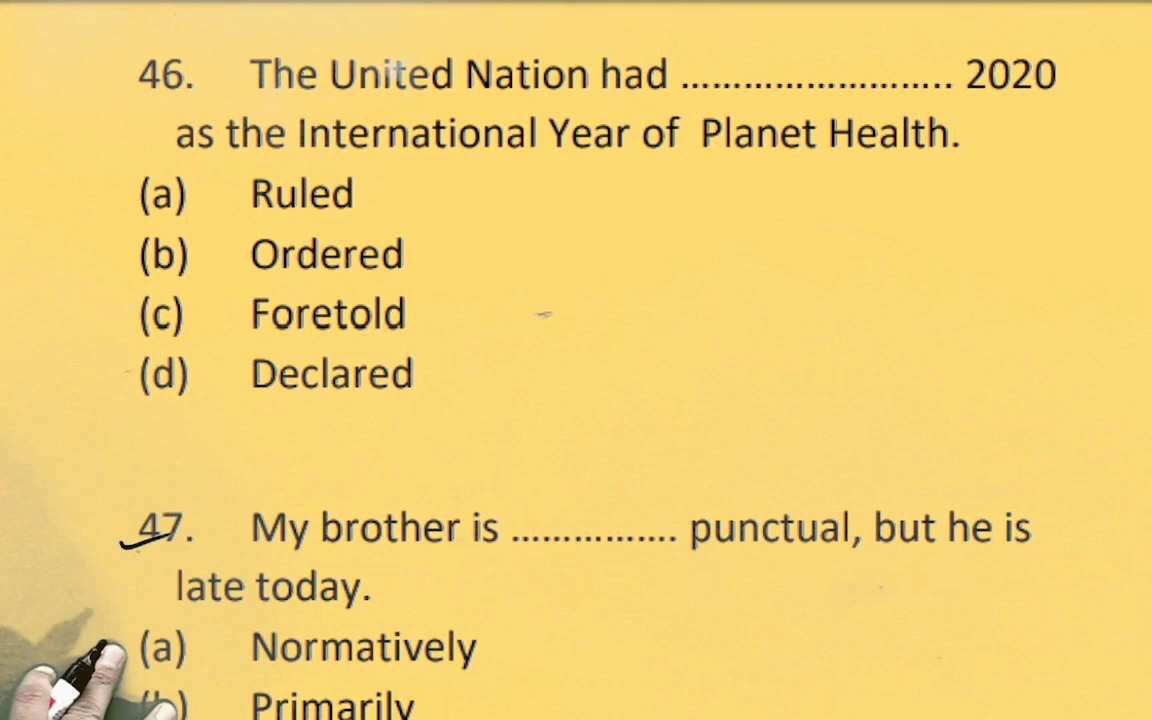 46. The United Nation had ........................... 2020
as the International Year of Planet Health.
(a) Ruled
(b) Ordered
(c) Foretold
(d) Declared
47. My brother is ................ punctual, but he is
late today.
(a) Normatively
(b) Primarily